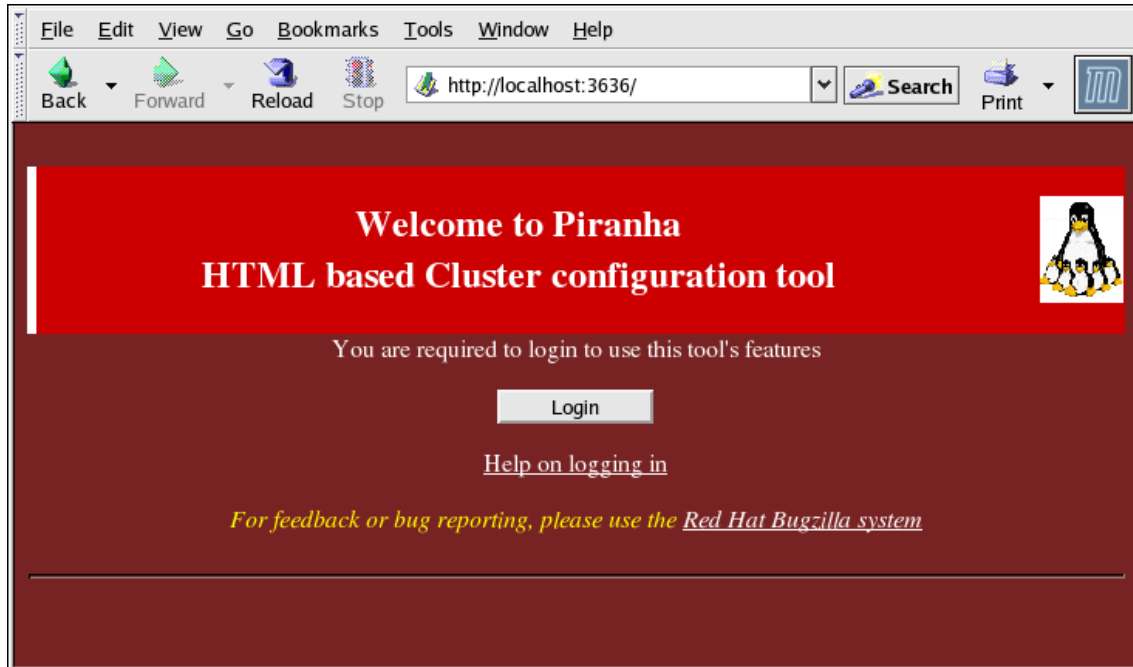 File Edit View Go Bookmarks Tools Window Help
Back Forward Reload Stop http://localhost:3636/ Search Print
Welcome to Piranha
HTML based Cluster configuration tool
You are required to login to use this tool's features
Login
Help on logging in
For feedback or bug reporting, please use the Red Hat Bugzilla system